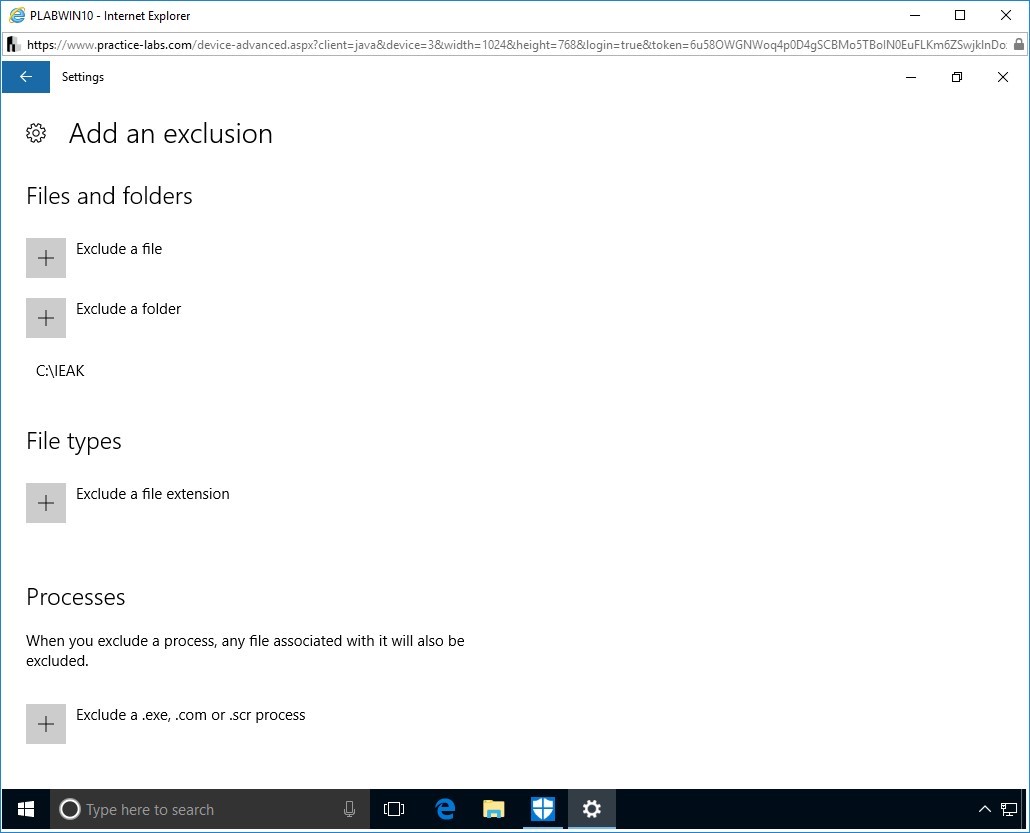 PLABWIN10 - Internet Explorer
https://www.practice-labs.com/device-advanced.aspx?client=java&device=3&width=1024&height=768&login=true&token=6u58OWGNWoq4p0D4gSCBMo5TBoIN0EuFLKm6ZSwjkInDo:
Settings
Add an exclusion
Files and folders
Exclude a file
Exclude a folder
C:\IEAK
File types
Exclude a file extension
Processes
When you exclude a process, any file associated with it will also be
excluded.
Exclude a .exe, .com or .scr process
Type here to search